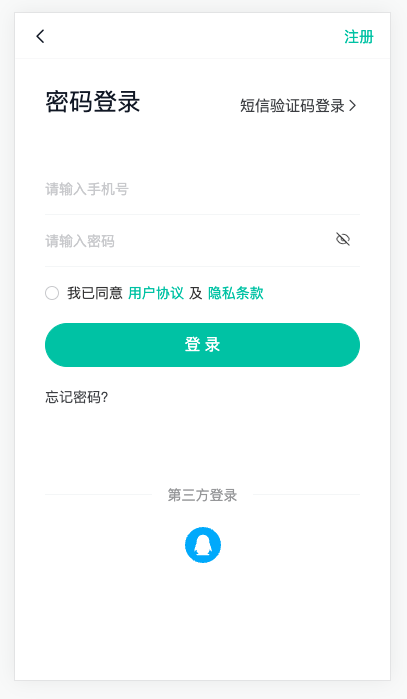 注册
密码登录 短信验证码登录
请输入手机号
请输入密码
我已同意 用户协议 及 隐私条款
登 录
忘记密码?
第三方登录